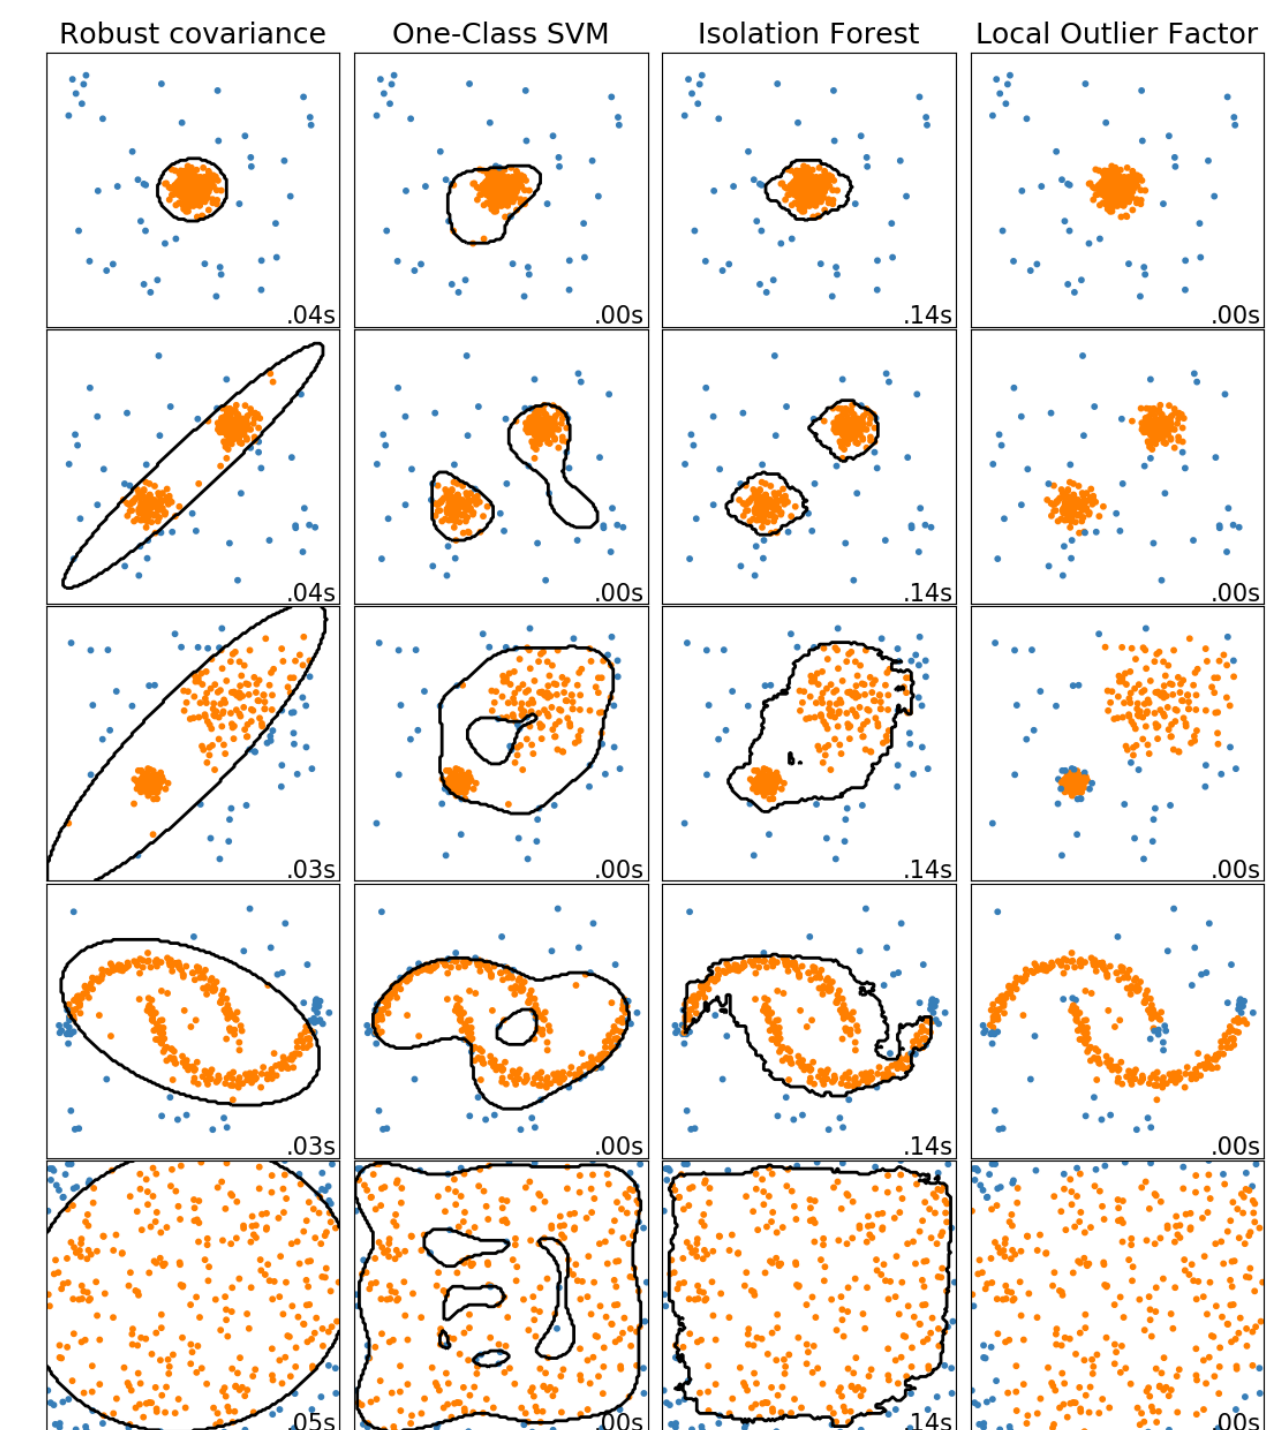 Robust covariance One-Class SVM Isolation Forest Local Outlier Factor
.04s .00s .14s .00s
.04s .00s .14s .00s
.03s .00s .14s .00s
.03s .00s .14s .00s
.05s .00s .14s .00s